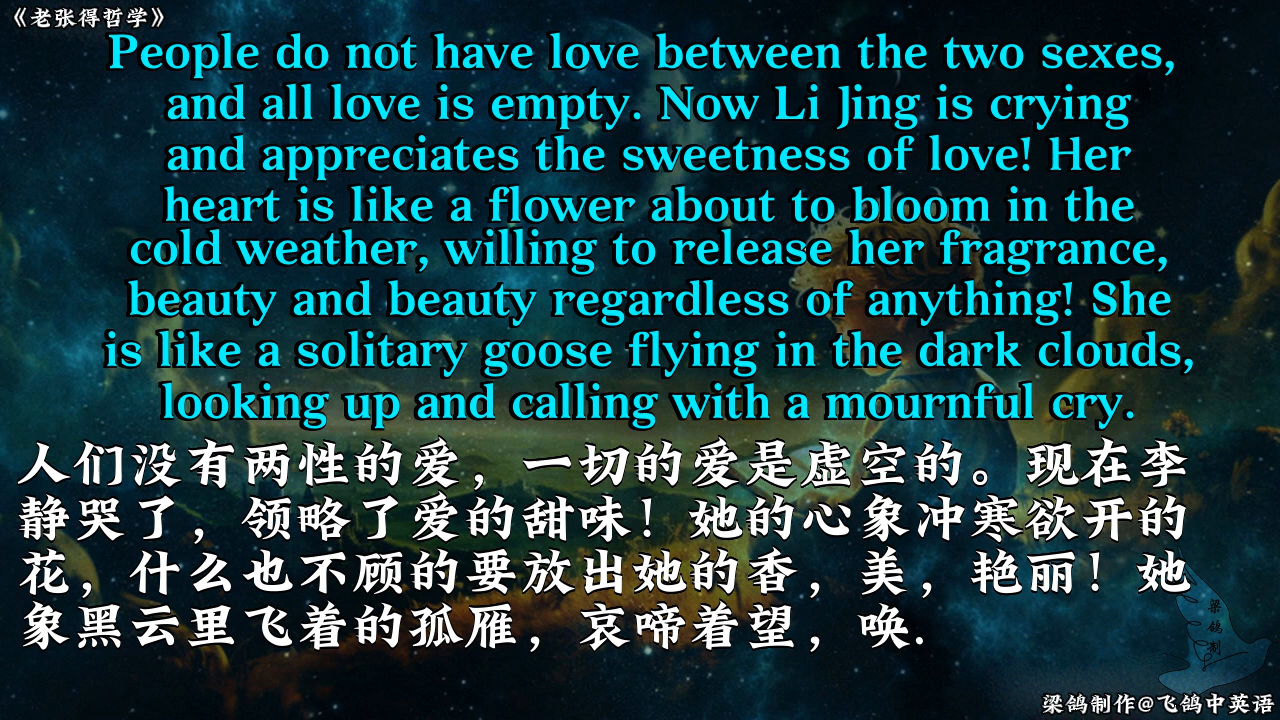 《老张得哲学》
People do not have love between the two sexes,
and all love is empty. Now Li Jing is crying
and appreciates the sweetness of love! Her
heart is like a flower about to bloom in the
cold weather, willing to release her fragrance,
beauty and beauty regardless of anything! She
is like a solitary goose flying in the dark clouds,
looking up and calling with a mournful cry.
人们没有两性的爱，一切的爱是虚空的。现在李
静哭了，领略了爱的甜味！她的心象冲寒欲开的
花，什么也不顾的要放出她的香，美，艳丽！她
象黑云里飞着的孤雁，哀啼着望，唤.
梁鸽制
梁鸽制作@飞鸽中英语